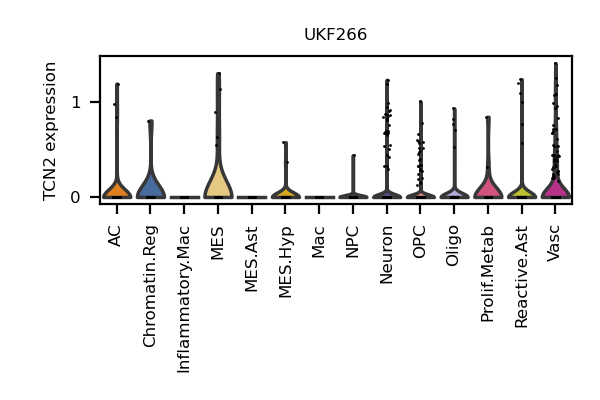 UKF266
TCN2 expression
1
0
AC
Chromatin.Reg
Inflammatory.Mac
MES
MES.Ast
MES.Hyp
Mac
NPC
Neuron
OPC
Oligo
Prolif.Metab
Reactive.Ast
Vasc